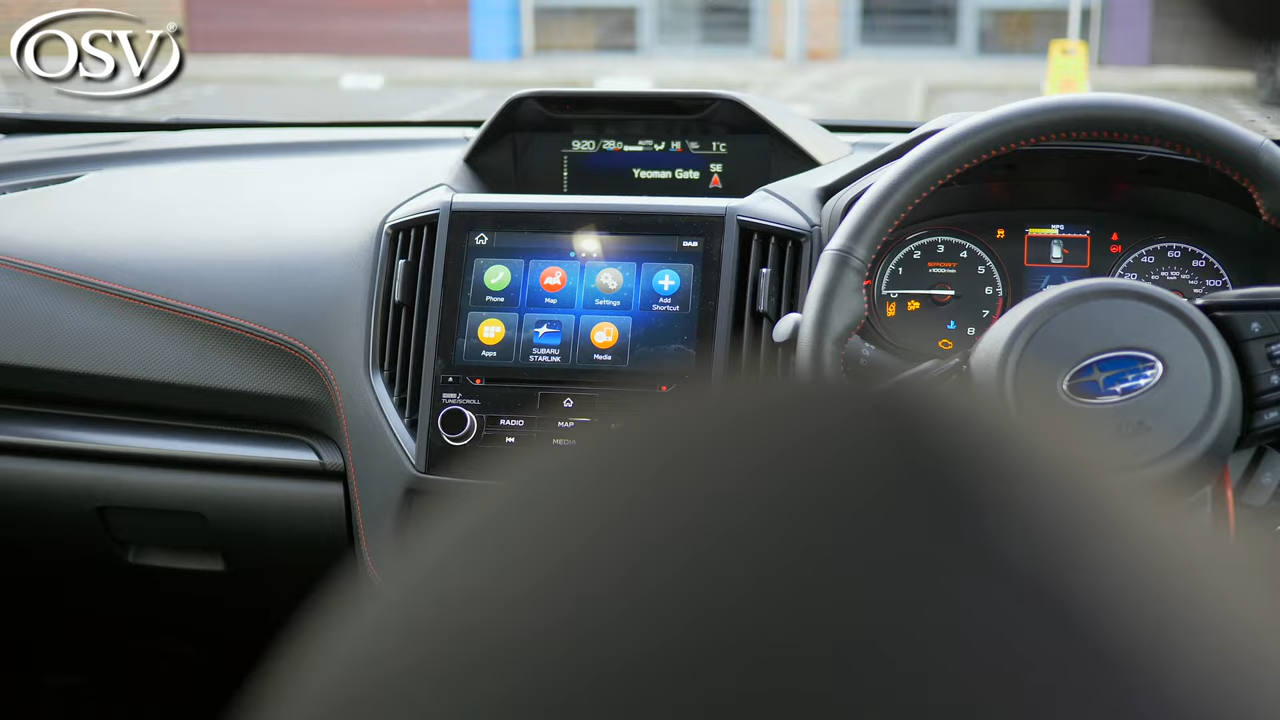 OSV®
9:20 28.0 AUTO HI 1°C
Yeoman Gate
SE
DAB
Phone
Map
Settings
Add
Shortcut
Apps
SUBARU
STARLINK
Media
TUNE/SCROLL
RADIO
MAP
MEDIA
1 2 3 4 5 6 7 8
SPORT
x1000r/min
MPG
20 40 60 80 100